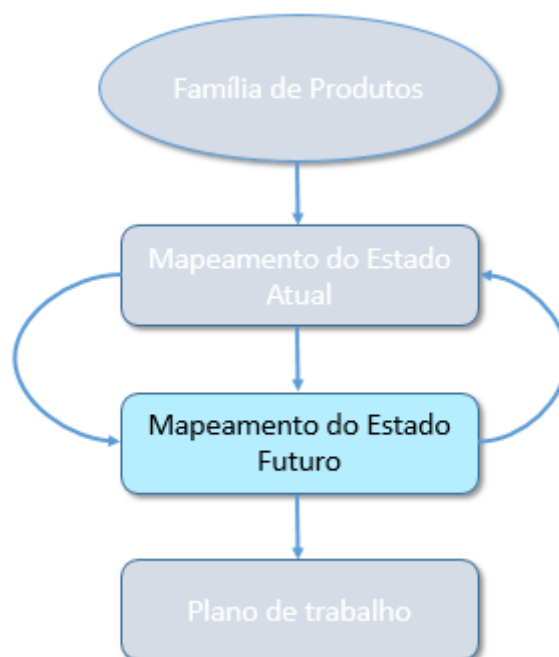 Família de Produtos
Mapeamento do Estado
Atual
Mapeamento do Estado
Futuro
Plano de trabalho